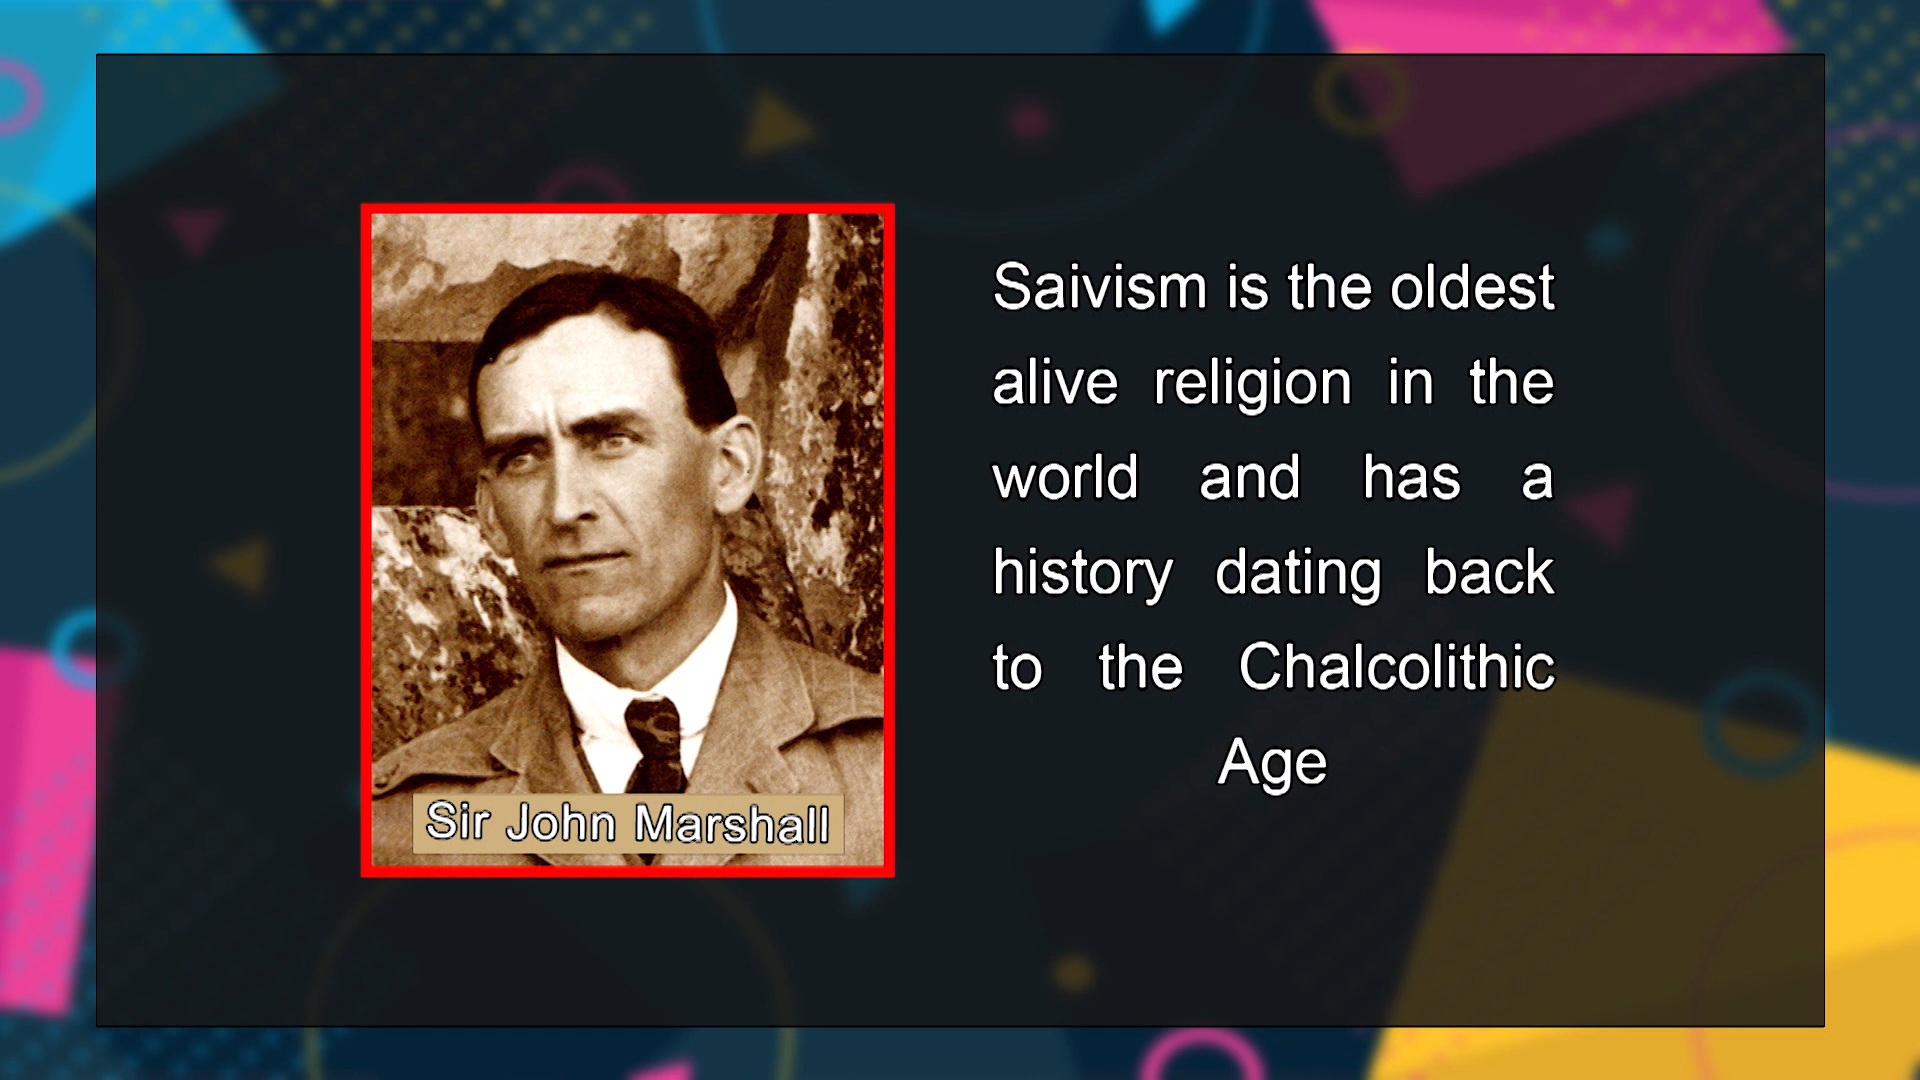 Sir John Marshall
Saivism is the oldest
alive religion in the
world and has a
history dating back
to the Chalcolithic
Age